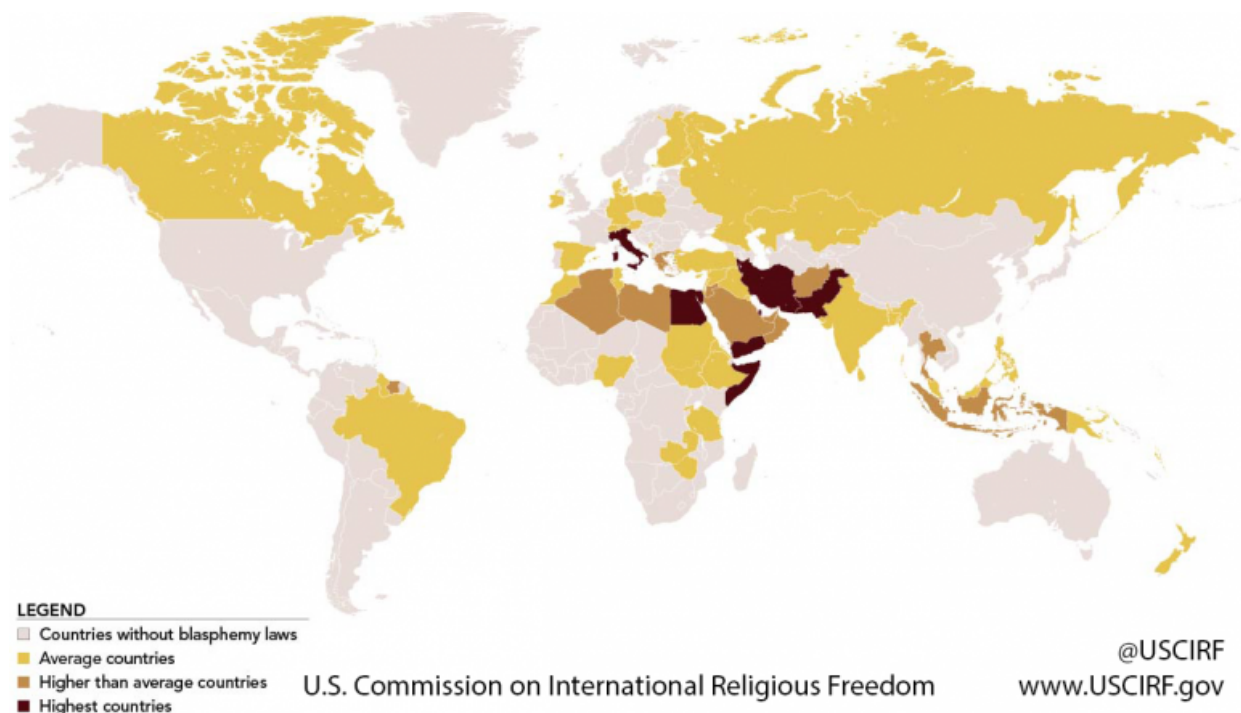 LEGEND
Countries without blasphemy laws
Average countries
Higher than average countries
Highest countries
U.S. Commission on International Religious Freedom
@USCIRF
www.USCIRF.gov